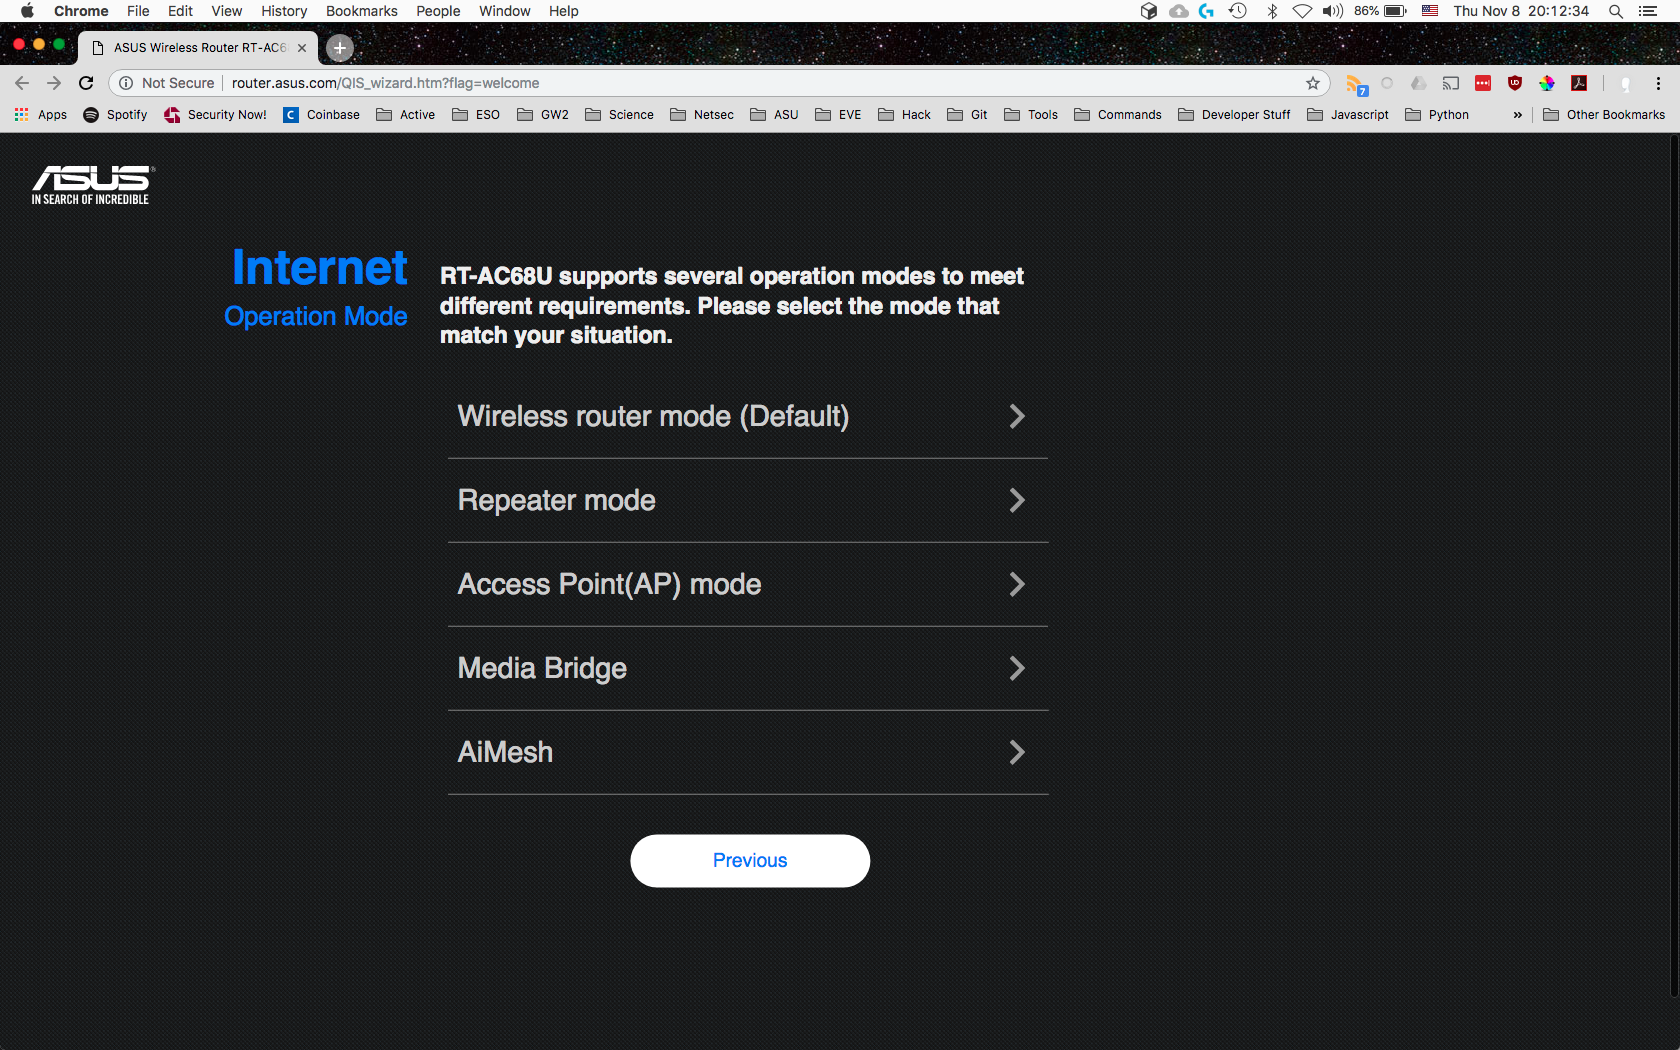 Chrome File Edit View History Bookmarks People Window Help 86% Thu Nov 8 20:12:34
ASUS Wireless Router RT-AC6
Not Secure router.asus.com/QIS_wizard.htm?flag=welcome 7
Apps Spotify Security Now! C Coinbase Active ESO GW2 Science Netsec ASU EVE Hack Git Tools Commands Developer Stuff Javascript Python » Other Bookmarks
ASUS
IN SEARCH OF INCREDIBLE
Internet
Operation Mode
RT-AC68U supports several operation modes to meet
different requirements. Please select the mode that
match your situation.
Wireless router mode (Default)
Repeater mode
Access Point(AP) mode
Media Bridge
AiMesh
Previous